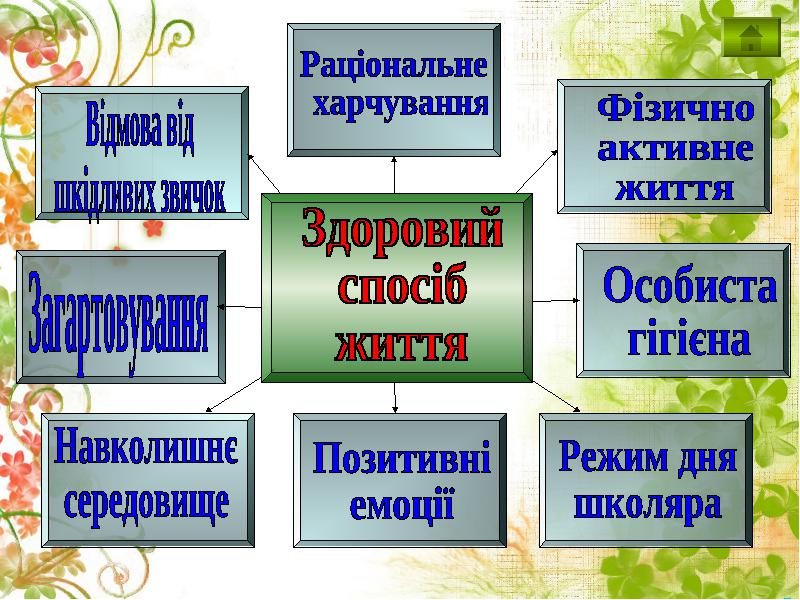 Раціональне
харчування
Відмова від
шкідливих звичок
Фізично
активне
життя
Здоровий
спосіб
життя
Загартовування
Особиста
гігієна
Навколишнє
середовище
Позитивні
емоції
Режим дня
школяра